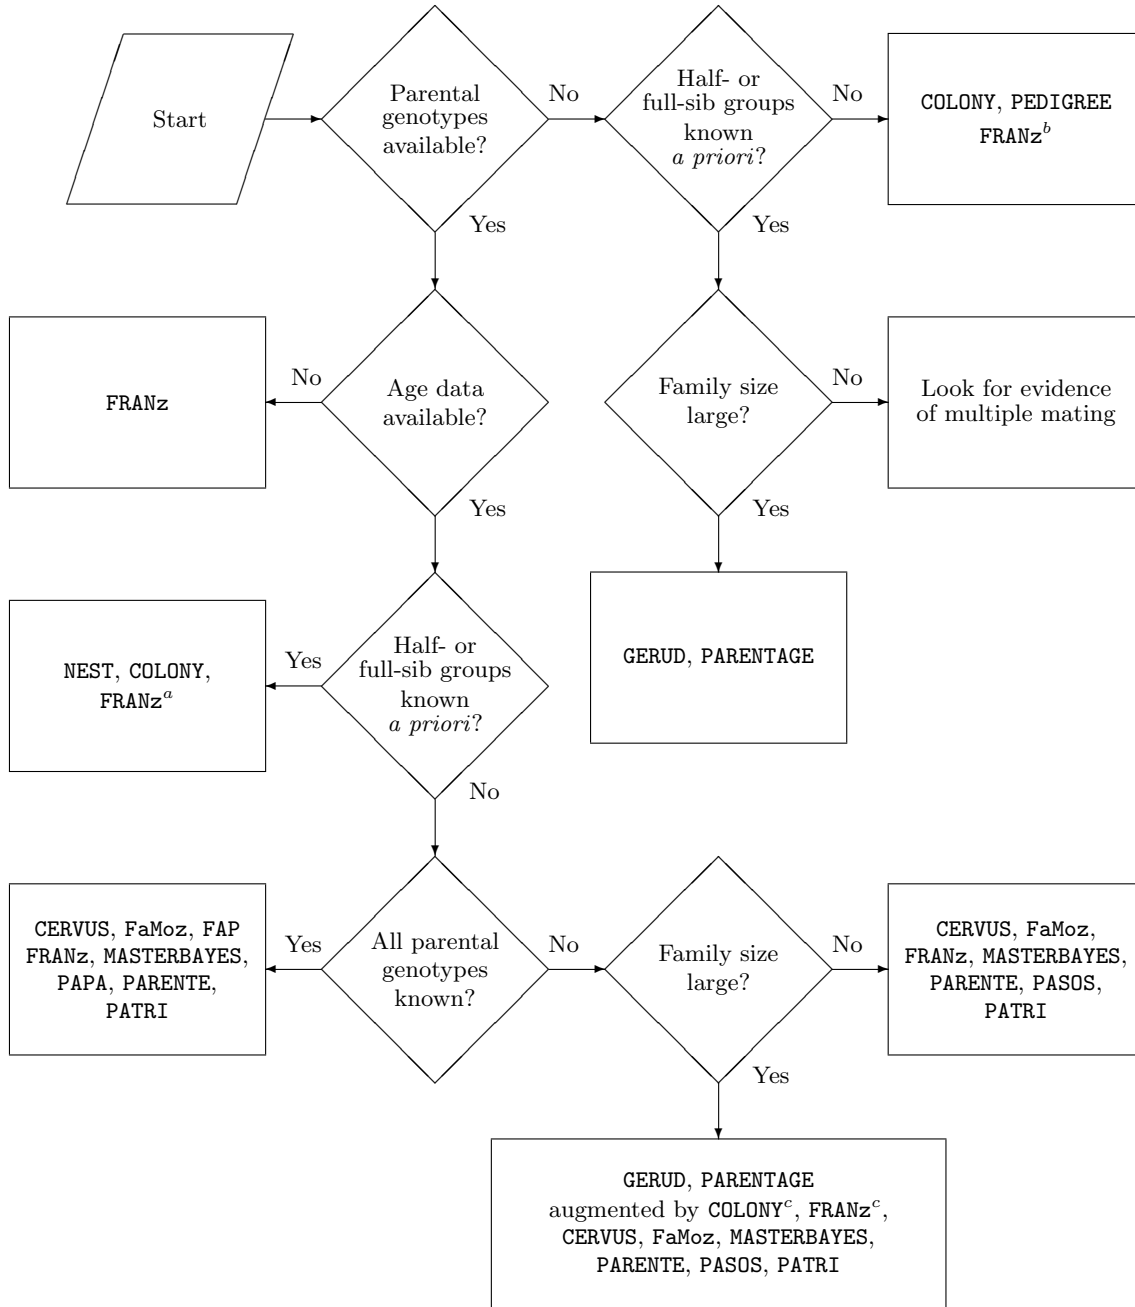 Start
Parental
genotypes
available?
No
Half- or
full-sib groups
known
a priori?
No
COLONY, PEDIGREE
FRANz^b
Yes
Yes
FRANz
No
Age data
available?
Family size
large?
No
Look for evidence
of multiple mating
Yes
Yes
NEST, COLONY,
FRANz^a
Yes
Half- or
full-sib groups
known
a priori?
GERUD, PARENTAGE
No
CERVUS, FaMoz, FAP
FRANz, MASTERBAYES,
PAPA, PARENTE,
PATRI
Yes
All parental
genotypes
known?
No
Family size
large?
No
CERVUS, FaMoz,
FRANz, MASTERBAYES,
PARENTE, PASOS,
PATRI
Yes
GERUD, PARENTAGE
augmented by COLONY^c, FRANz^c,
CERVUS, FaMoz, MASTERBAYES,
PARENTE, PASOS, PATRI